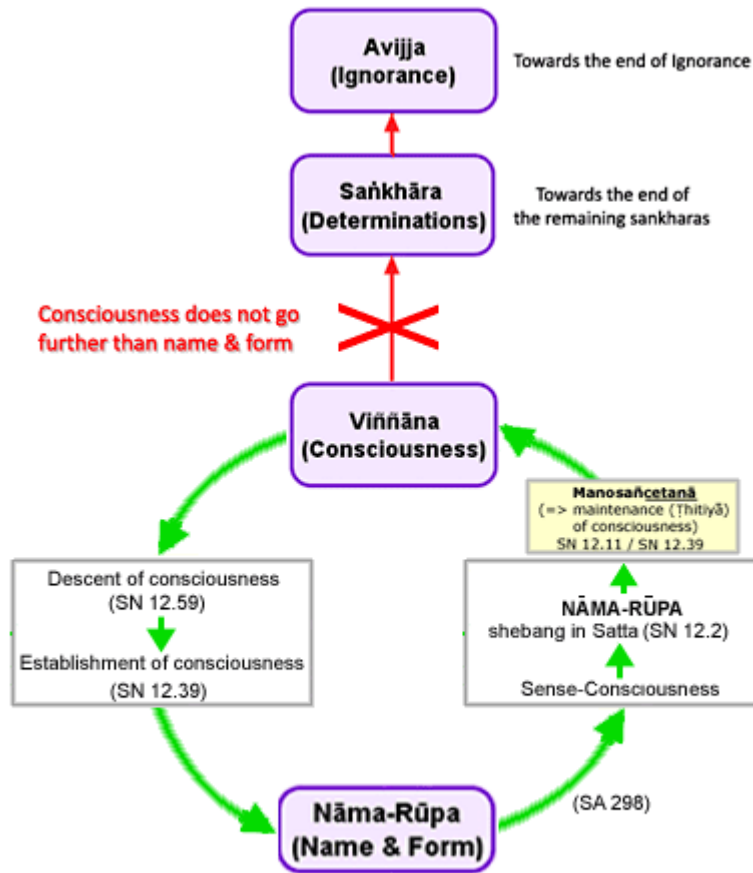 Avijja
(Ignorance)
Towards the end of Ignorance
Saṅkhāra
(Determinations)
Towards the end of
the remaining sankharas
Consciousness does not go
further than name & form
Viññāna
(Consciousness)
Manosañcetanā
(=> maintenance (Ṭhitiyā)
of consciousness)
SN 12.11 / SN 12.39
Descent of consciousness
(SN 12.59)
Establishment of consciousness
(SN 12.39)
NĀMA-RŪPA
shebang in Satta (SN 12.2)
Sense-Consciousness
(SA 298)
Nāma-Rūpa
(Name & Form)